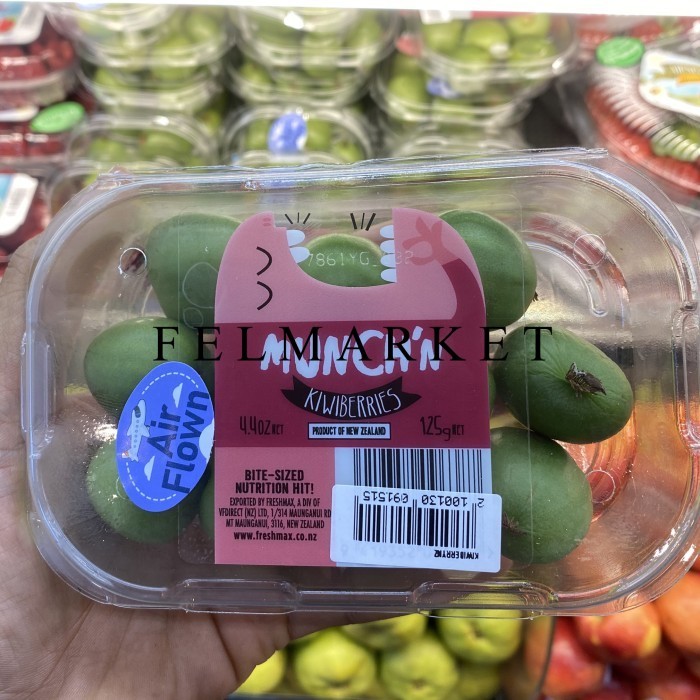 7861YG_
FELMARKET
MUNCH'N
KIWIBERRIES
4.4OZ NET
PRODUCT OF NEW ZEALAND
125g NET
Air
Flown
BITE-SIZED
NUTRITION HIT!
EXPORTED BY FRESHMAX, A DIV OF
VFDIRECT (NZ) LTD, 1/314 MAUNGANUI RD
MT MAUNGANUI, 3116, NEW ZEALAND
www.freshmax.co.nz
2 100130 091515
KIWIBERRYNZ